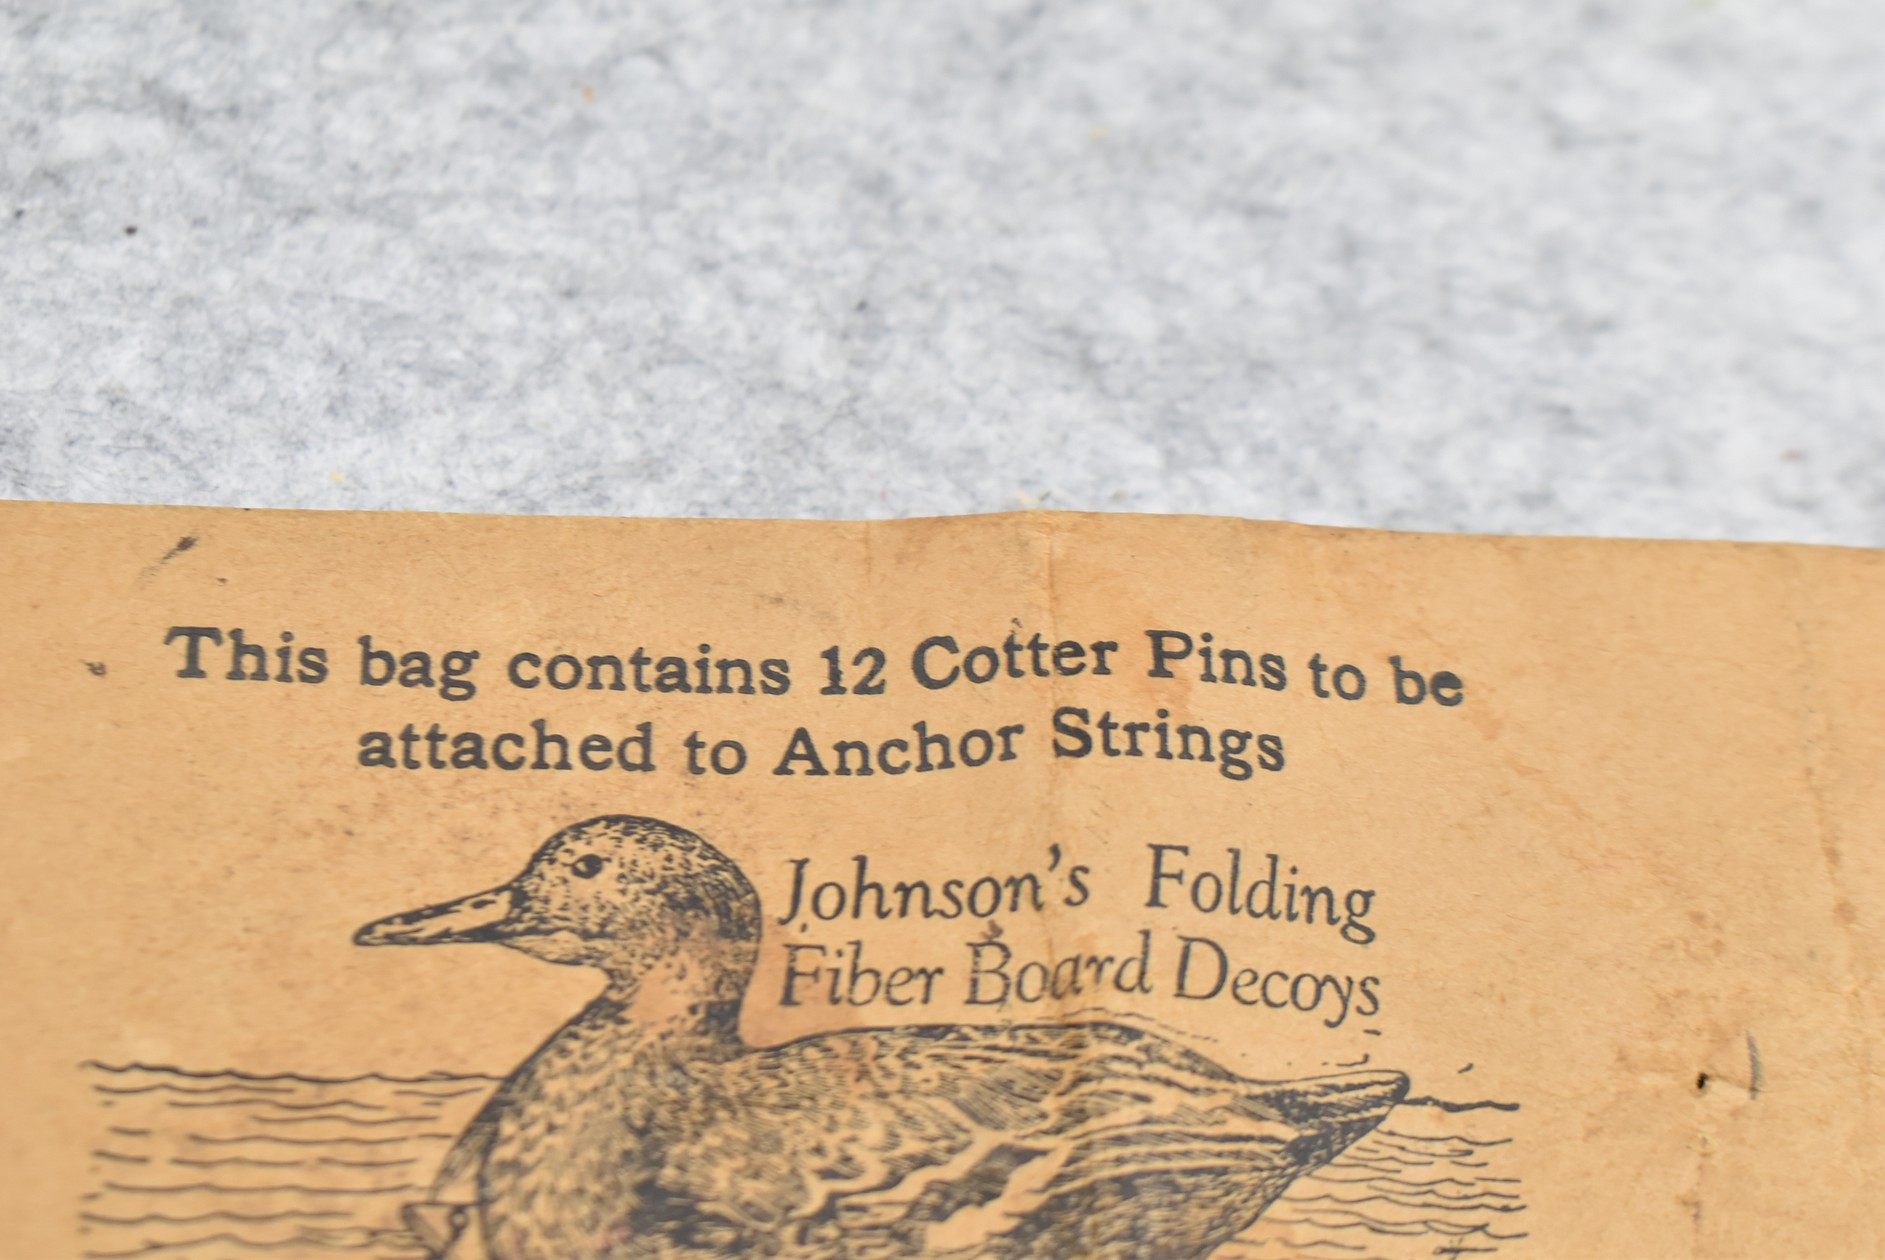 This bag contains 12 Cotter Pins to be
attached to Anchor Strings
Johnson's Folding
Fiber Board Decoys